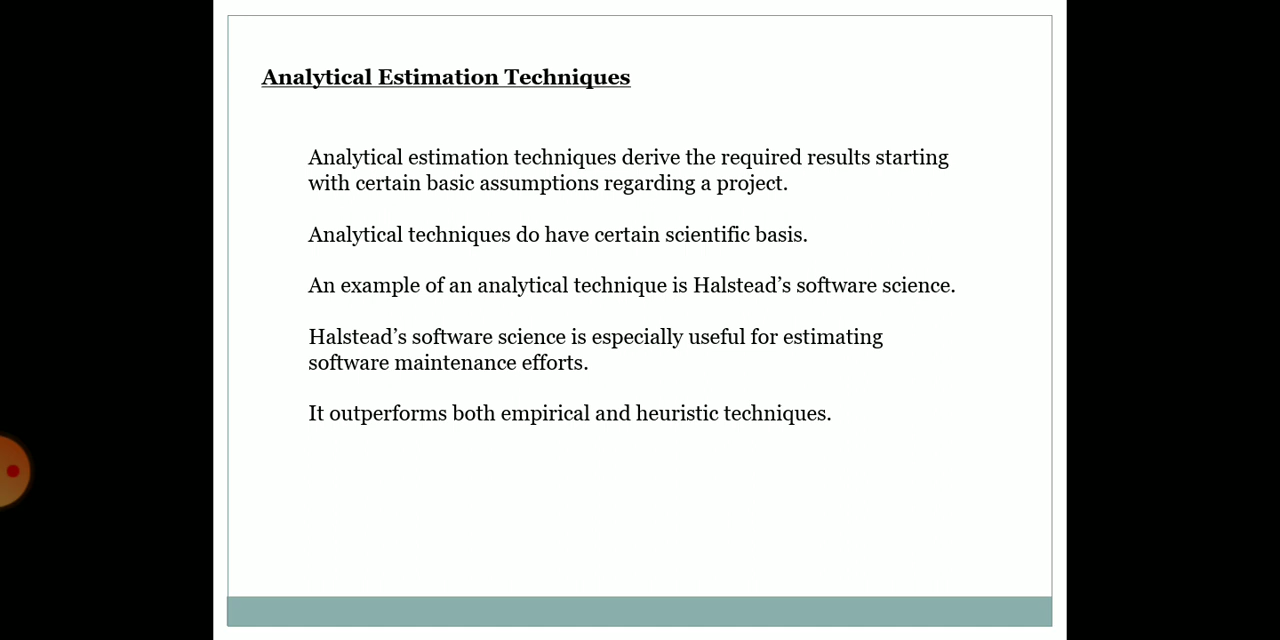 Analytical Estimation Techniques
Analytical estimation techniques derive the required results starting
with certain basic assumptions regarding a project.
Analytical techniques do have certain scientific basis.
An example of an analytical technique is Halstead’s software science.
Halstead’s software science is especially useful for estimating
software maintenance efforts.
It outperforms both empirical and heuristic techniques.